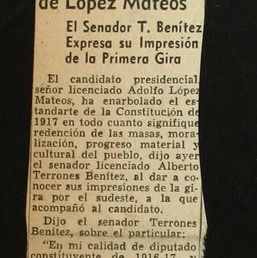 de López Mateos
El Senador T. Benítez
Expresa su Impresión
de la Primera Gira
El candidato presidencial,
señor licenciado Adolfo López
Mateos, ha enarbolado el es-
tandarte de la Constitución de
1917 en todo cuanto signifique
redención de las masas, mora-
lización, progreso material y
cultural del pueblo, dijo ayer
el senador licenciado Alberto
Terrones Benítez, al dar a co-
nocer sus impresiones de la gi-
ra por el sudeste, a la que
acompañó al candidato.
Dijo el senador Terrones
Benítez, sobre el particular:
"En mi calidad de diputado
constituyente de 1916-17, y